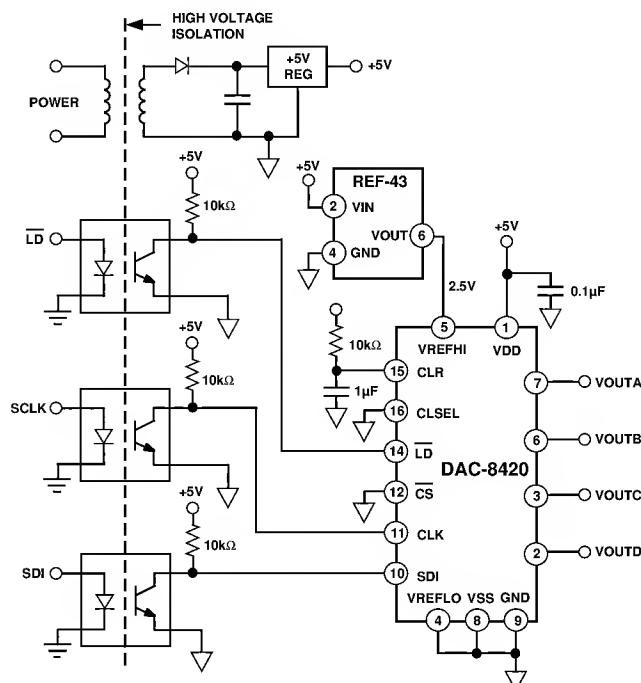 HIGH VOLTAGE
ISOLATION
POWER
+5V
REG
+5V
+5V
10kΩ
LD
+5V
REF-43
2
VIN
VOUT
6
4
GND
2.5V
+5V
0.1µF
5
1
VREFHI
VDD
10kΩ
15
CLR
1µF
16
CLSEL
14
LD
DAC-8420
12
CS
11
CLK
10
SDI
VREFLO
VSS
GND
4
8
9
7
VOUTA
6
VOUTB
3
VOUTC
2
VOUTD
+5V
10kΩ
SCLK
+5V
10kΩ
SDI